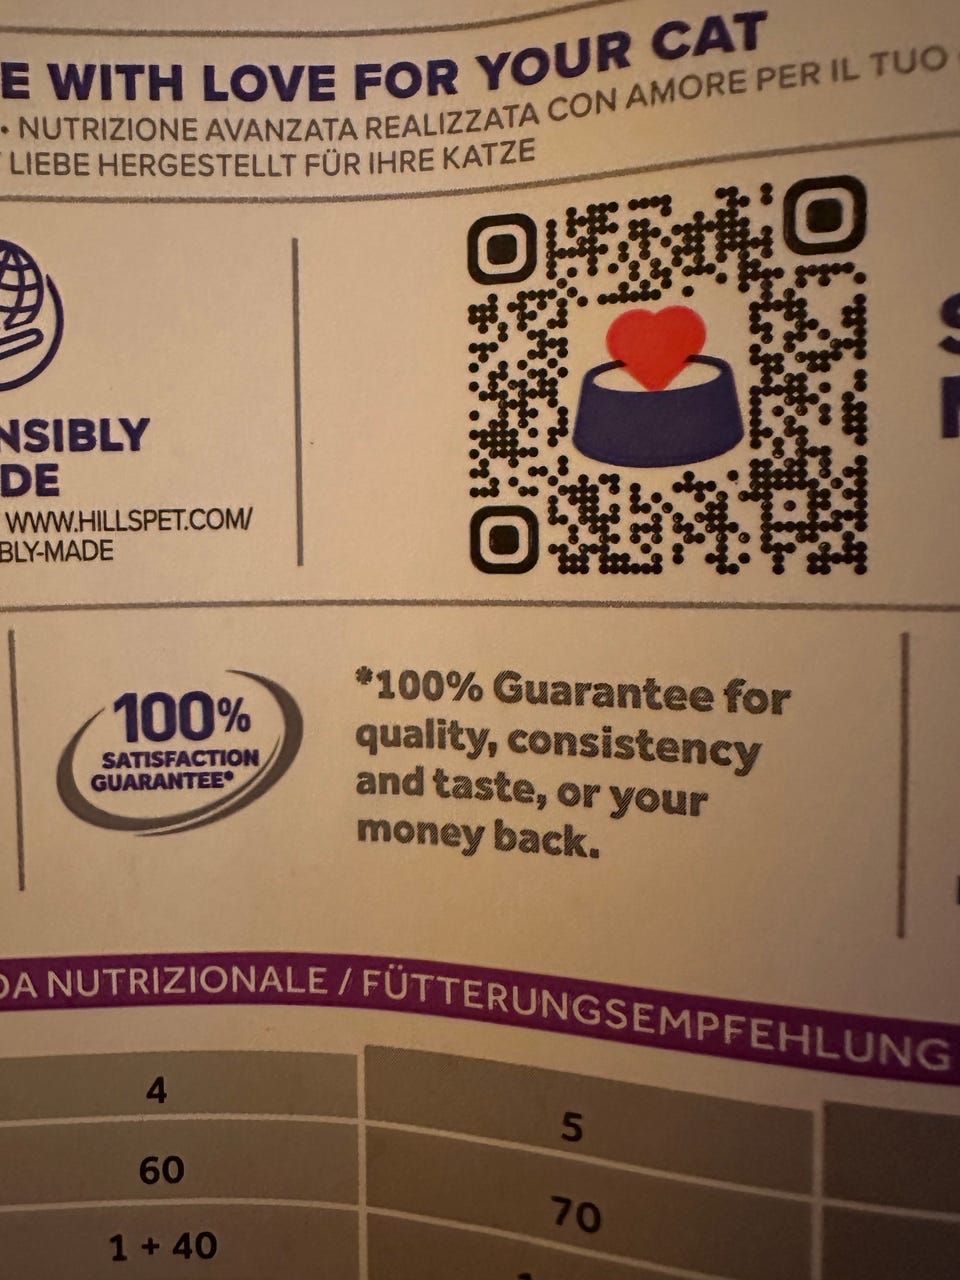 E WITH LOVE FOR YOUR CAT
• NUTRIZIONE AVANZATA REALIZZATA CON AMORE PER IL TUO
LIEBE HERGESTELLT FÜR IHRE KATZE
NSIBLY
DE
WWW.HILLSPET.COM/
BLY-MADE
100%
SATISFACTION
GUARANTEE*
*100% Guarantee for
quality, consistency
and taste, or your
money back.
DA NUTRIZIONALE / FÜTTERUNGSEMPFEHLUNG
4
5
60
70
1 + 40